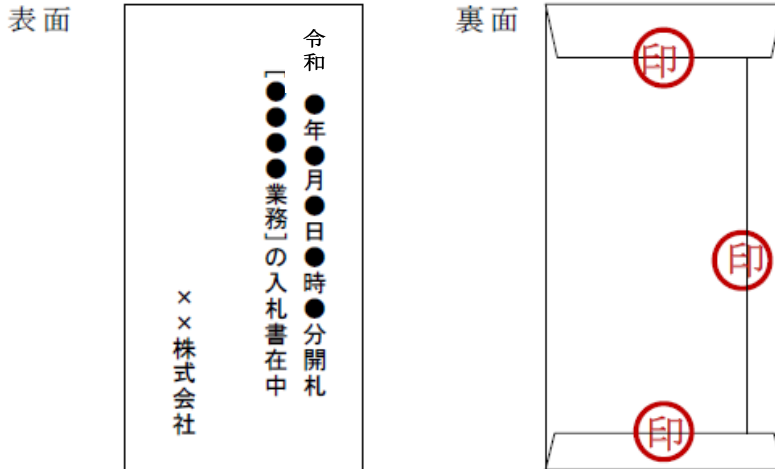 表面
令和 ●年●月●日●時●分開札
[●●●●業務]の入札書在中
××株式会社
裏面
印
印
印